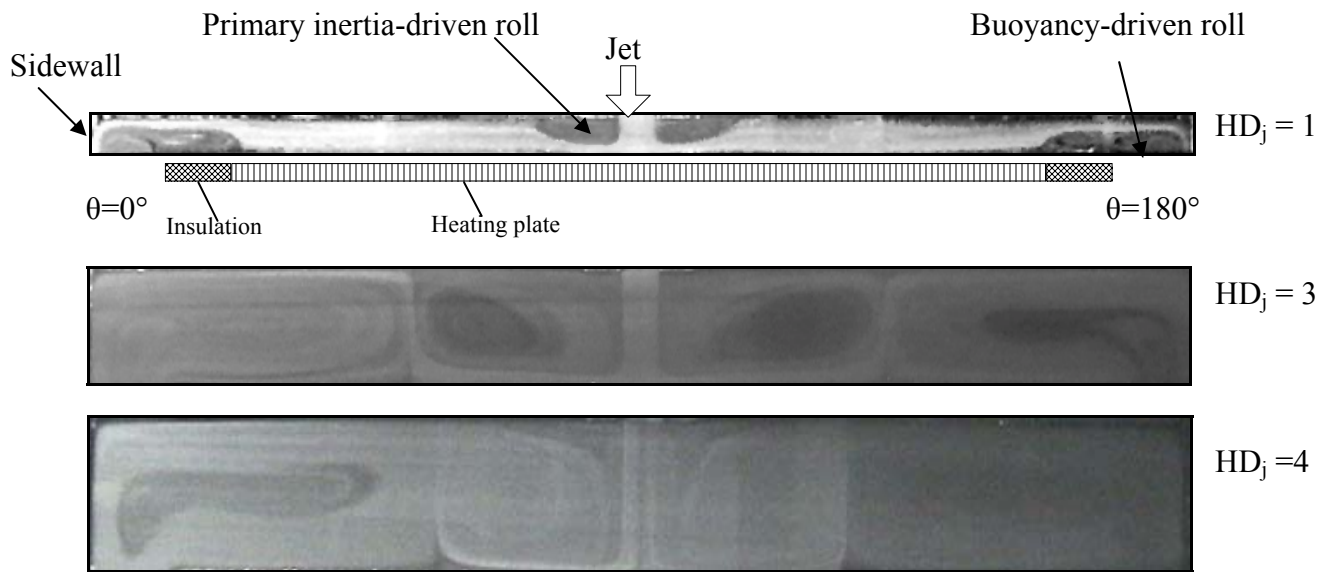 Primary inertia-driven roll
Jet
Buoyancy-driven roll
Sidewall
HDj = 1
θ=0°
Insulation
Heating plate
θ=180°
HDj = 3
HDj =4